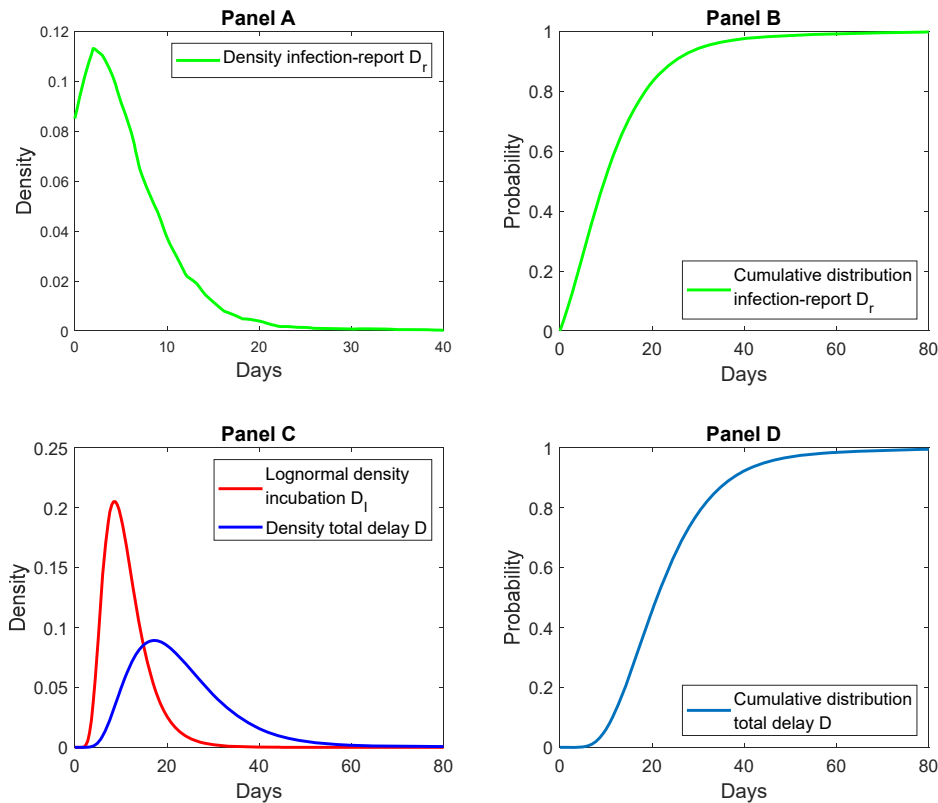 Panel A
0.12
0.1
0.08
0.06
0.04
0.02
0
Density
Density infection-report D_r
0 10 20 30 40
Days
Panel B
1
0.8
0.6
0.4
0.2
0
Probability
Cumulative distribution
infection-report D_r
0 20 40 60 80
Days
Panel C
0.25
0.2
0.15
0.1
0.05
0
Density
Lognormal density
incubation D_I
Density total delay D
0 20 40 60 80
Days
Panel D
1
0.8
0.6
0.4
0.2
0
Probability
Cumulative distribution
total delay D
0 20 40 60 80
Days